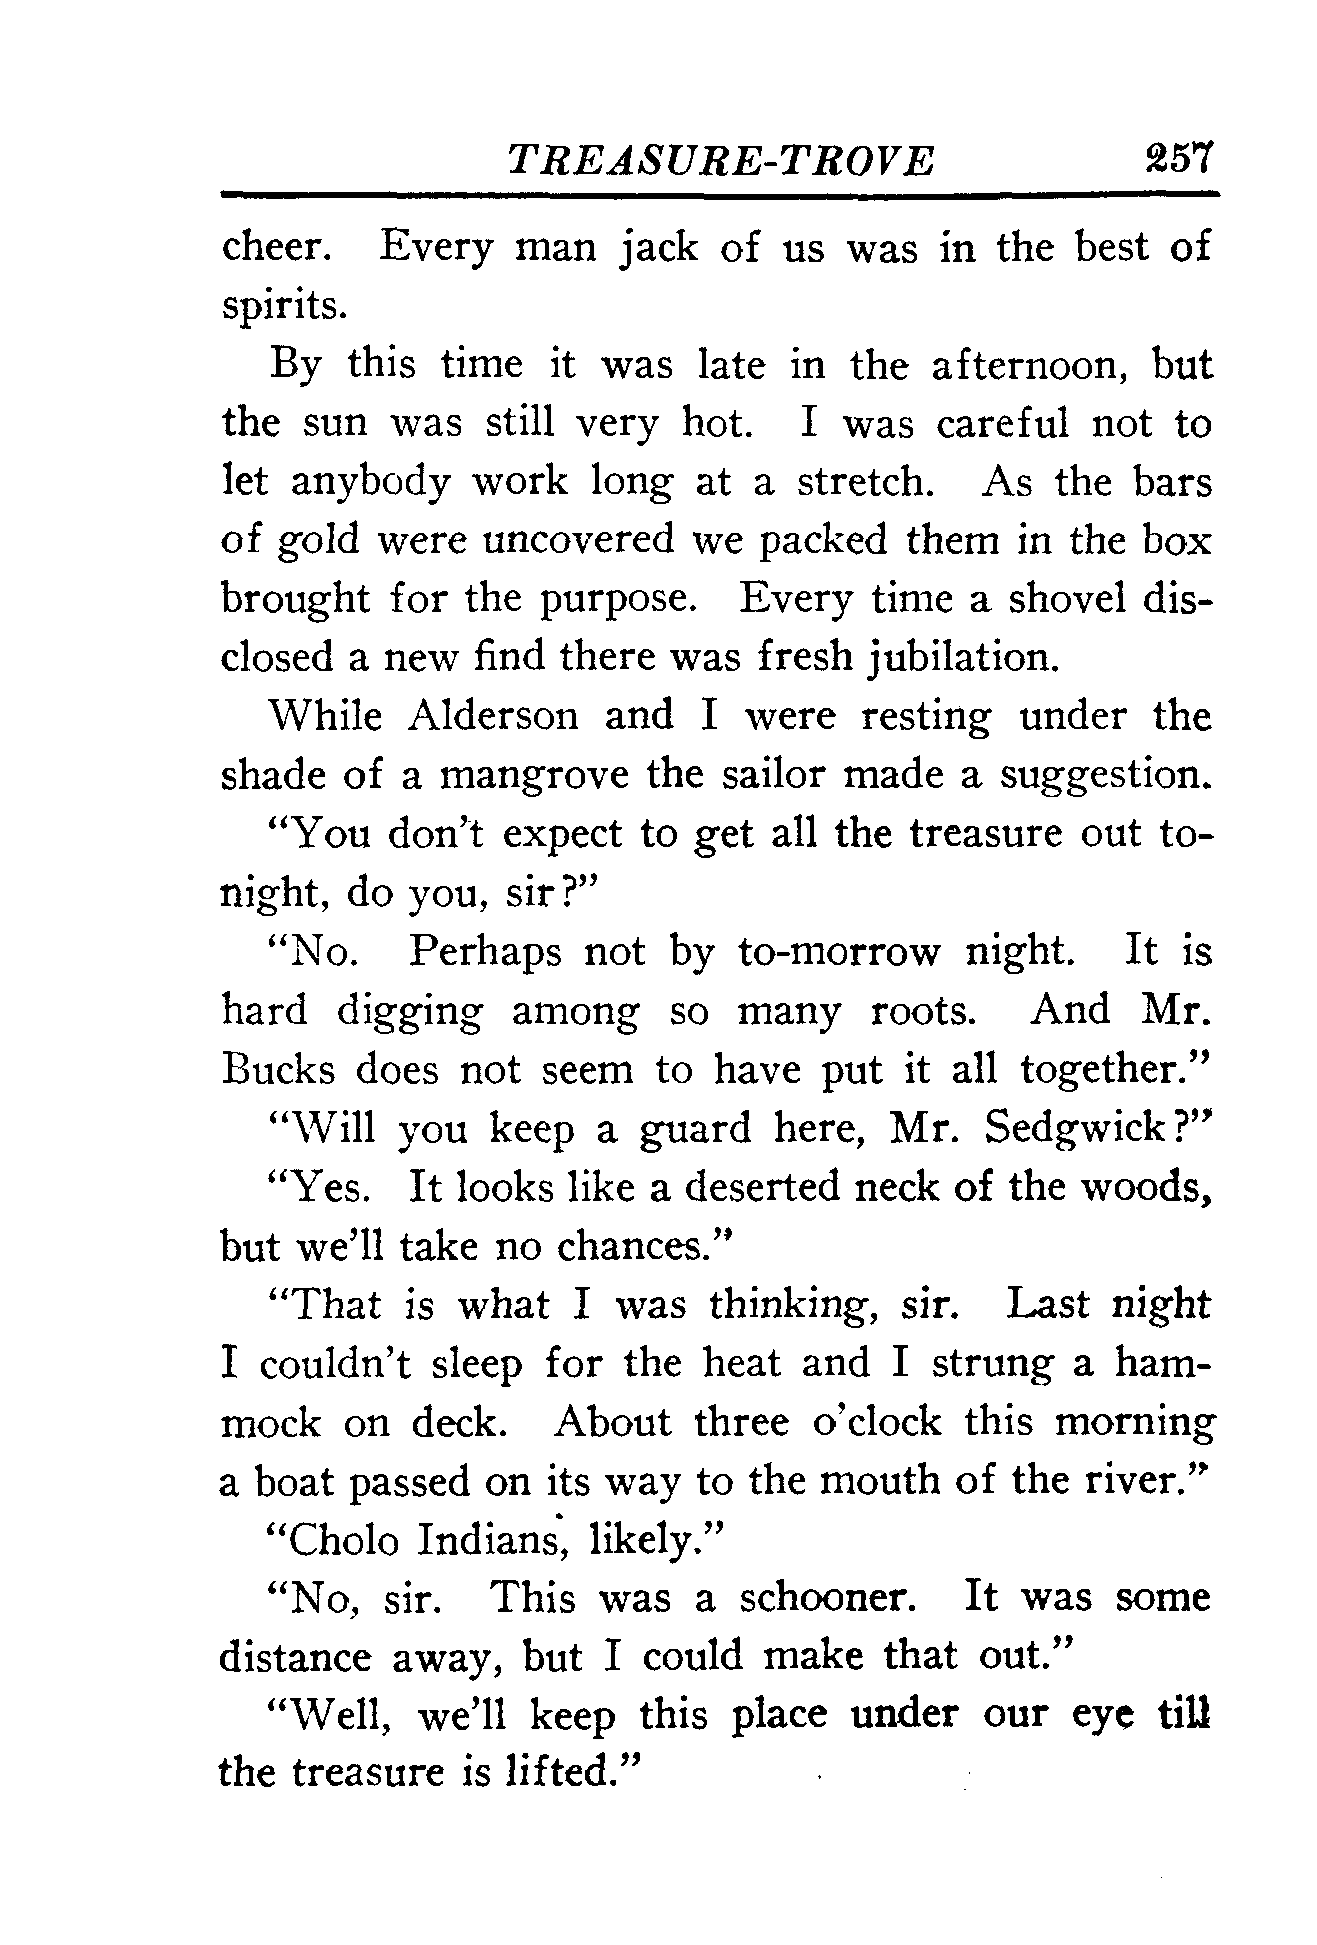 TREASURE-TROVE 257
cheer. Every man jack of us was in the best of
spirits.
By this time it was late in the afternoon, but
the sun was still very hot. I was careful not to
let anybody work long at a stretch. As the bars
of gold were uncovered we packed them in the box
brought for the purpose. Every time a shovel dis-
closed a new find there was fresh jubilation.
While Alderson and I were resting under the
shade of a mangrove the sailor made a suggestion.
“You don’t expect to get all the treasure out to-
night, do you, sir?”
“No. Perhaps not by to-morrow night. It is
hard digging among so many roots. And Mr.
Bucks does not seem to have put it all together.”
“Will you keep a guard here, Mr. Sedgwick?”
“Yes. It looks like a deserted neck of the woods,
but we’ll take no chances.”
“That is what I was thinking, sir. Last night
I couldn’t sleep for the heat and I strung a ham-
mock on deck. About three o’clock this morning
a boat passed on its way to the mouth of the river.”
“Cholo Indians, likely.”
“No, sir. This was a schooner. It was some
distance away, but I could make that out.”
“Well, we’ll keep this place under our eye till
the treasure is lifted.”